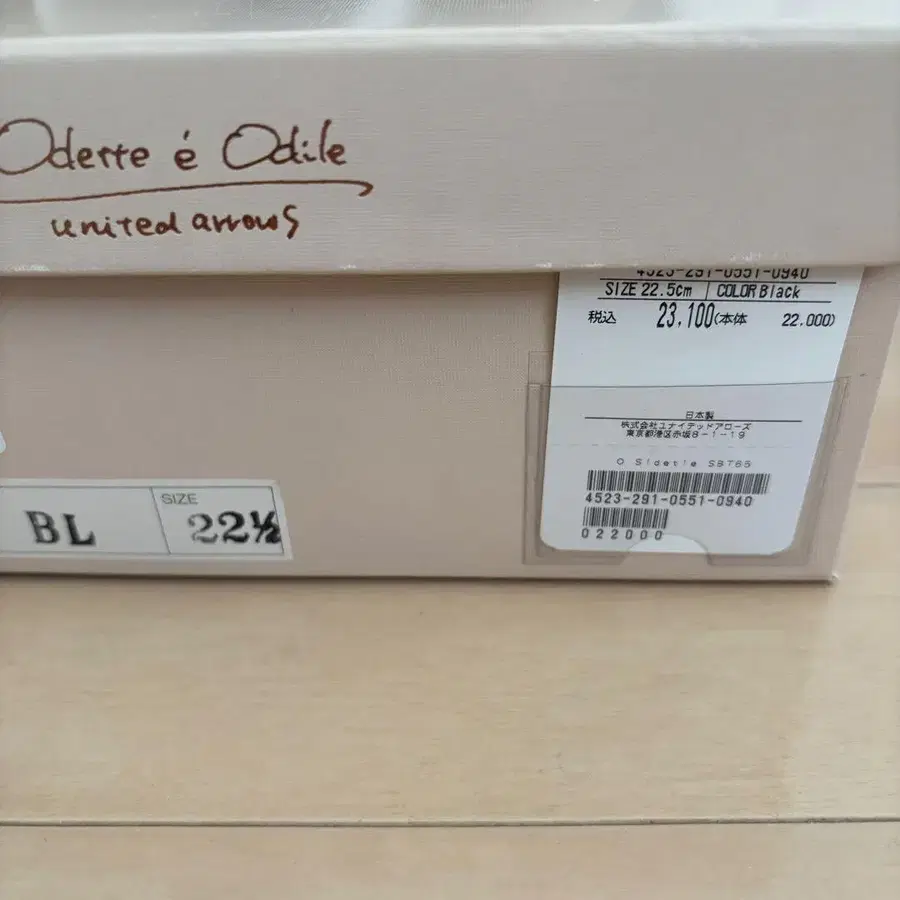 Odette é Odile
united arrows
4523-291-0551-0940
SIZE 22.5cm COLOR Black
税込 23,100(本体 22,000)
日本製
株式会社ユナイテッドアローズ
東京都港区赤坂8-1-19
O Sidetie SBT65
4523-291-0551-0940
022000
BL
SIZE
22½